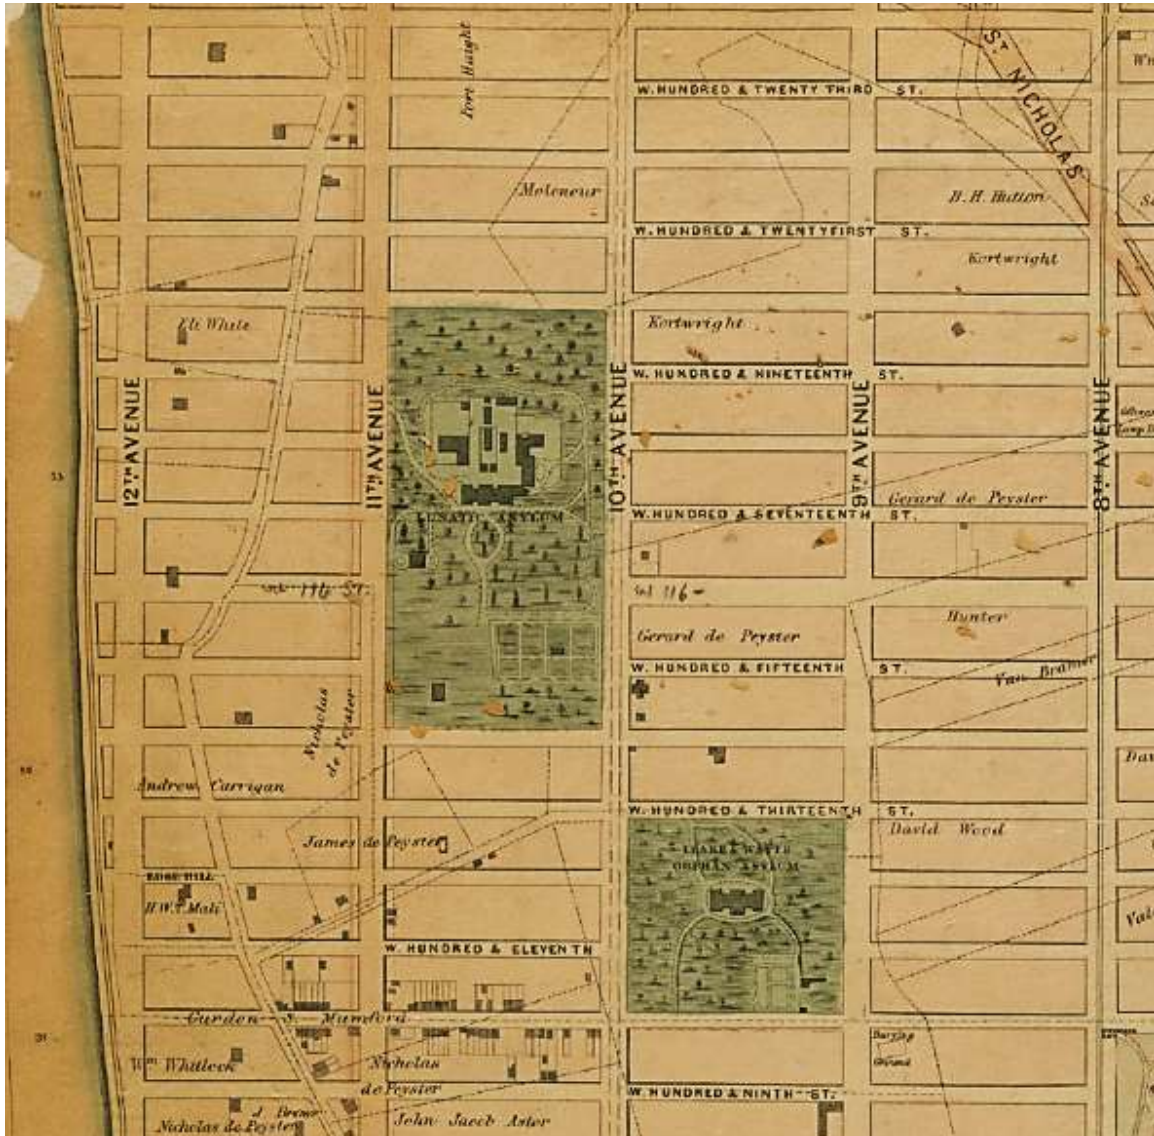 Fort Haight
ST NICHOLAS
W. HUNDRED & TWENTY THIRD ST.
Moleneur
B. H. Hutton
W. HUNDRED & TWENTYFIRST ST.
Kortwright
Eli White
Kortwright
W. HUNDRED & NINETEENTH ST.
12TH AVENUE
11TH AVENUE
10TH AVENUE
9TH AVENUE
8TH AVENUE
Gerard de Peyster
LUNATIC ASYLUM
W. HUNDRED & SEVENTEENTH ST.
116 ST.
116
Gerard de Peyster
Hunter
W. HUNDRED & FIFTEENTH ST.
Van Bramer
Nicholas
de Peyster
Andrew Carrigan
W. HUNDRED & THIRTEENTH ST.
James de Peyster
David Wood
LEAKE & WATTS
ORPHAN ASYLUM
H.W.T. Mali
W. HUNDRED & ELEVENTH
Gurden S. Mumford
Wm Whitlock
Nicholas
de Peyster
Burying
Ground
W. HUNDRED & NINTH ST.
Nicholas de Peyster
John Jacob Aster